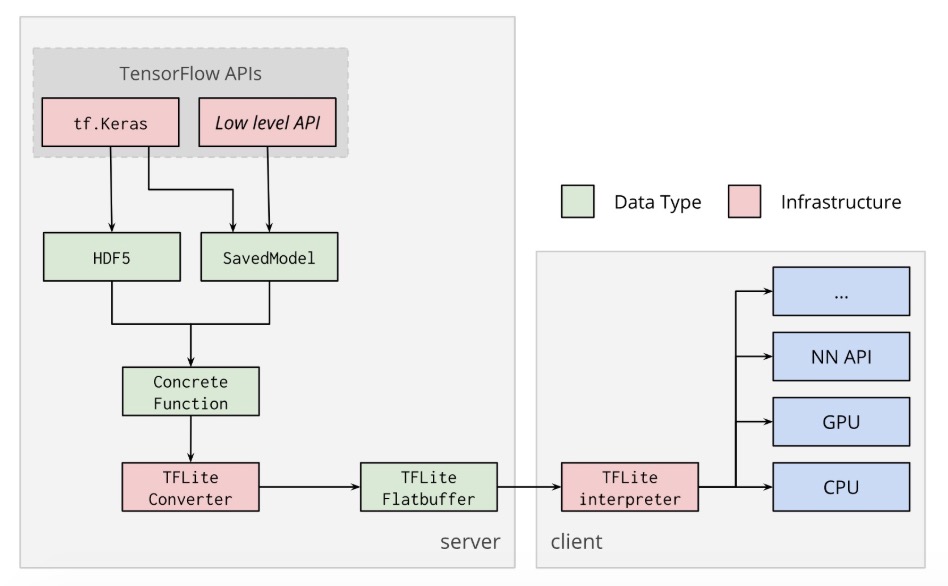 TensorFlow APIs
tf.Keras
Low level API
HDF5
SavedModel
Concrete
Function
TFLite
Converter
TFLite
Flatbuffer
server
Data Type
Infrastructure
...
NN API
GPU
CPU
TFLite
interpreter
client